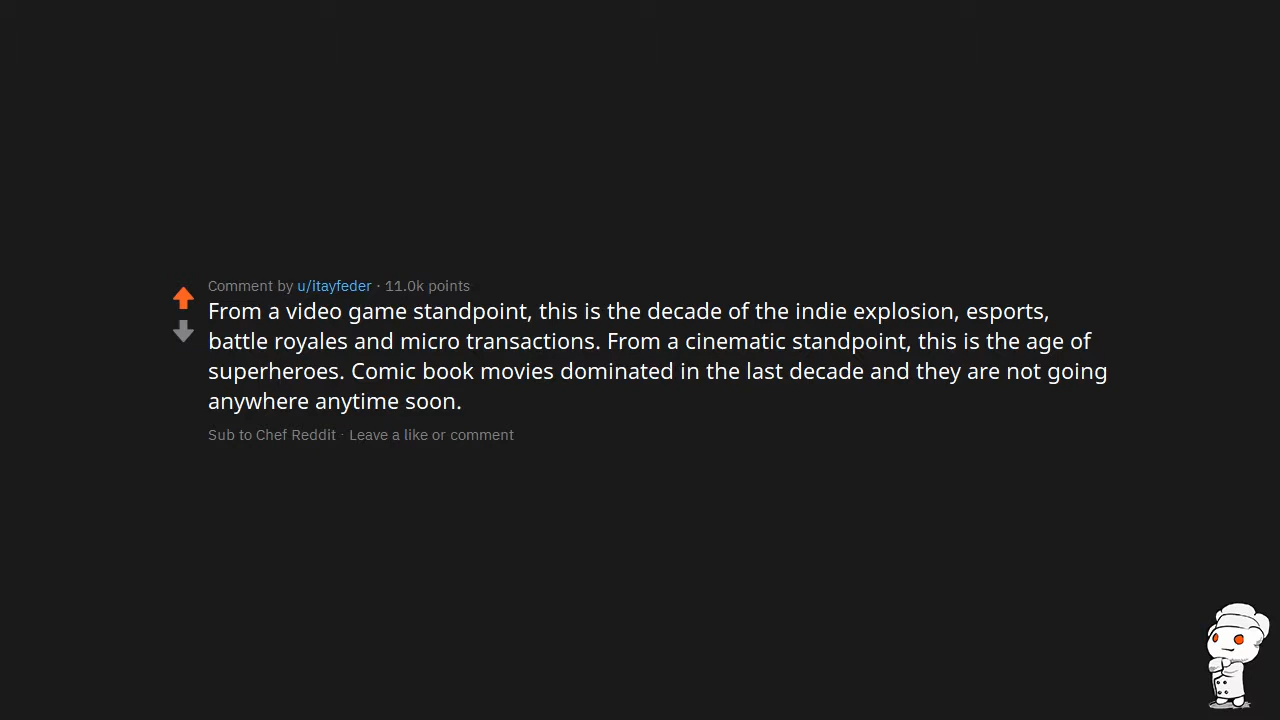 Comment by u/itayfeder · 11.0k points
From a video game standpoint, this is the decade of the indie explosion, esports,
battle royales and micro transactions. From a cinematic standpoint, this is the age of
superheroes. Comic book movies dominated in the last decade and they are not going
anywhere anytime soon.
Sub to Chef Reddit · Leave a like or comment